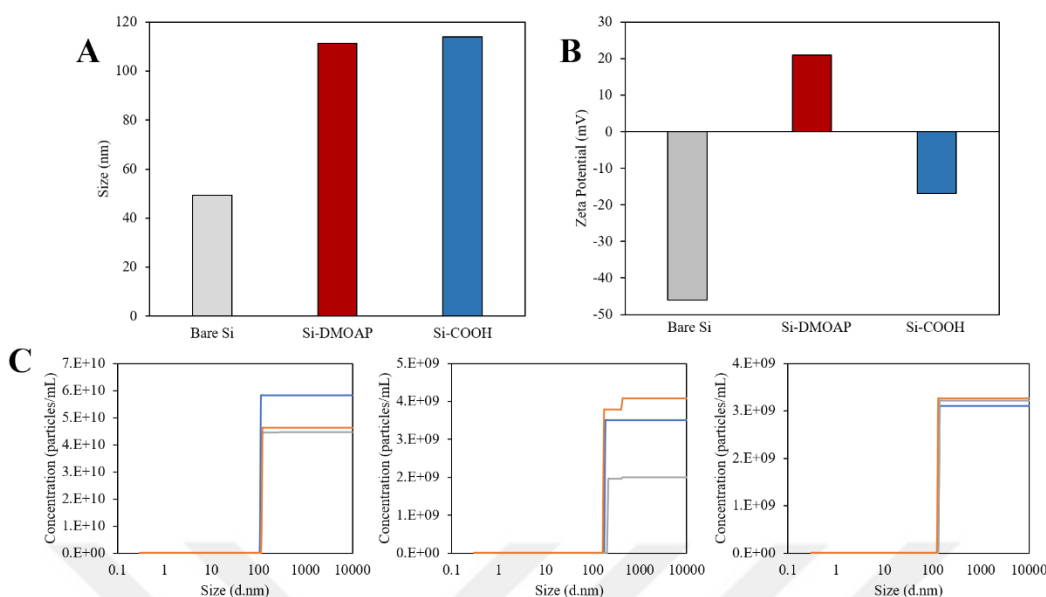 A
Size (nm)
120
100
80
60
40
20
0
Bare Si
Si-DMOAP
Si-COOH
B
Zeta Potential (mV)
30
20
10
0
-10
-20
-30
-40
-50
Bare Si
Si-DMOAP
Si-COOH
C
Concentration (particles/mL)
7.E+10
6.E+10
5.E+10
4.E+10
3.E+10
2.E+10
1.E+10
0.E+00
0.1 1 10 100 1000 10000
Size (d.nm)
Concentration (particles/mL)
5.E+09
4.E+09
3.E+09
2.E+09
1.E+09
0.E+00
0.1 1 10 100 1000 10000
Size (d.nm)
Concentration (particles/mL)
4.E+09
3.E+09
2.E+09
1.E+09
0.E+00
0.1 1 10 100 1000 10000
Size (d.nm)